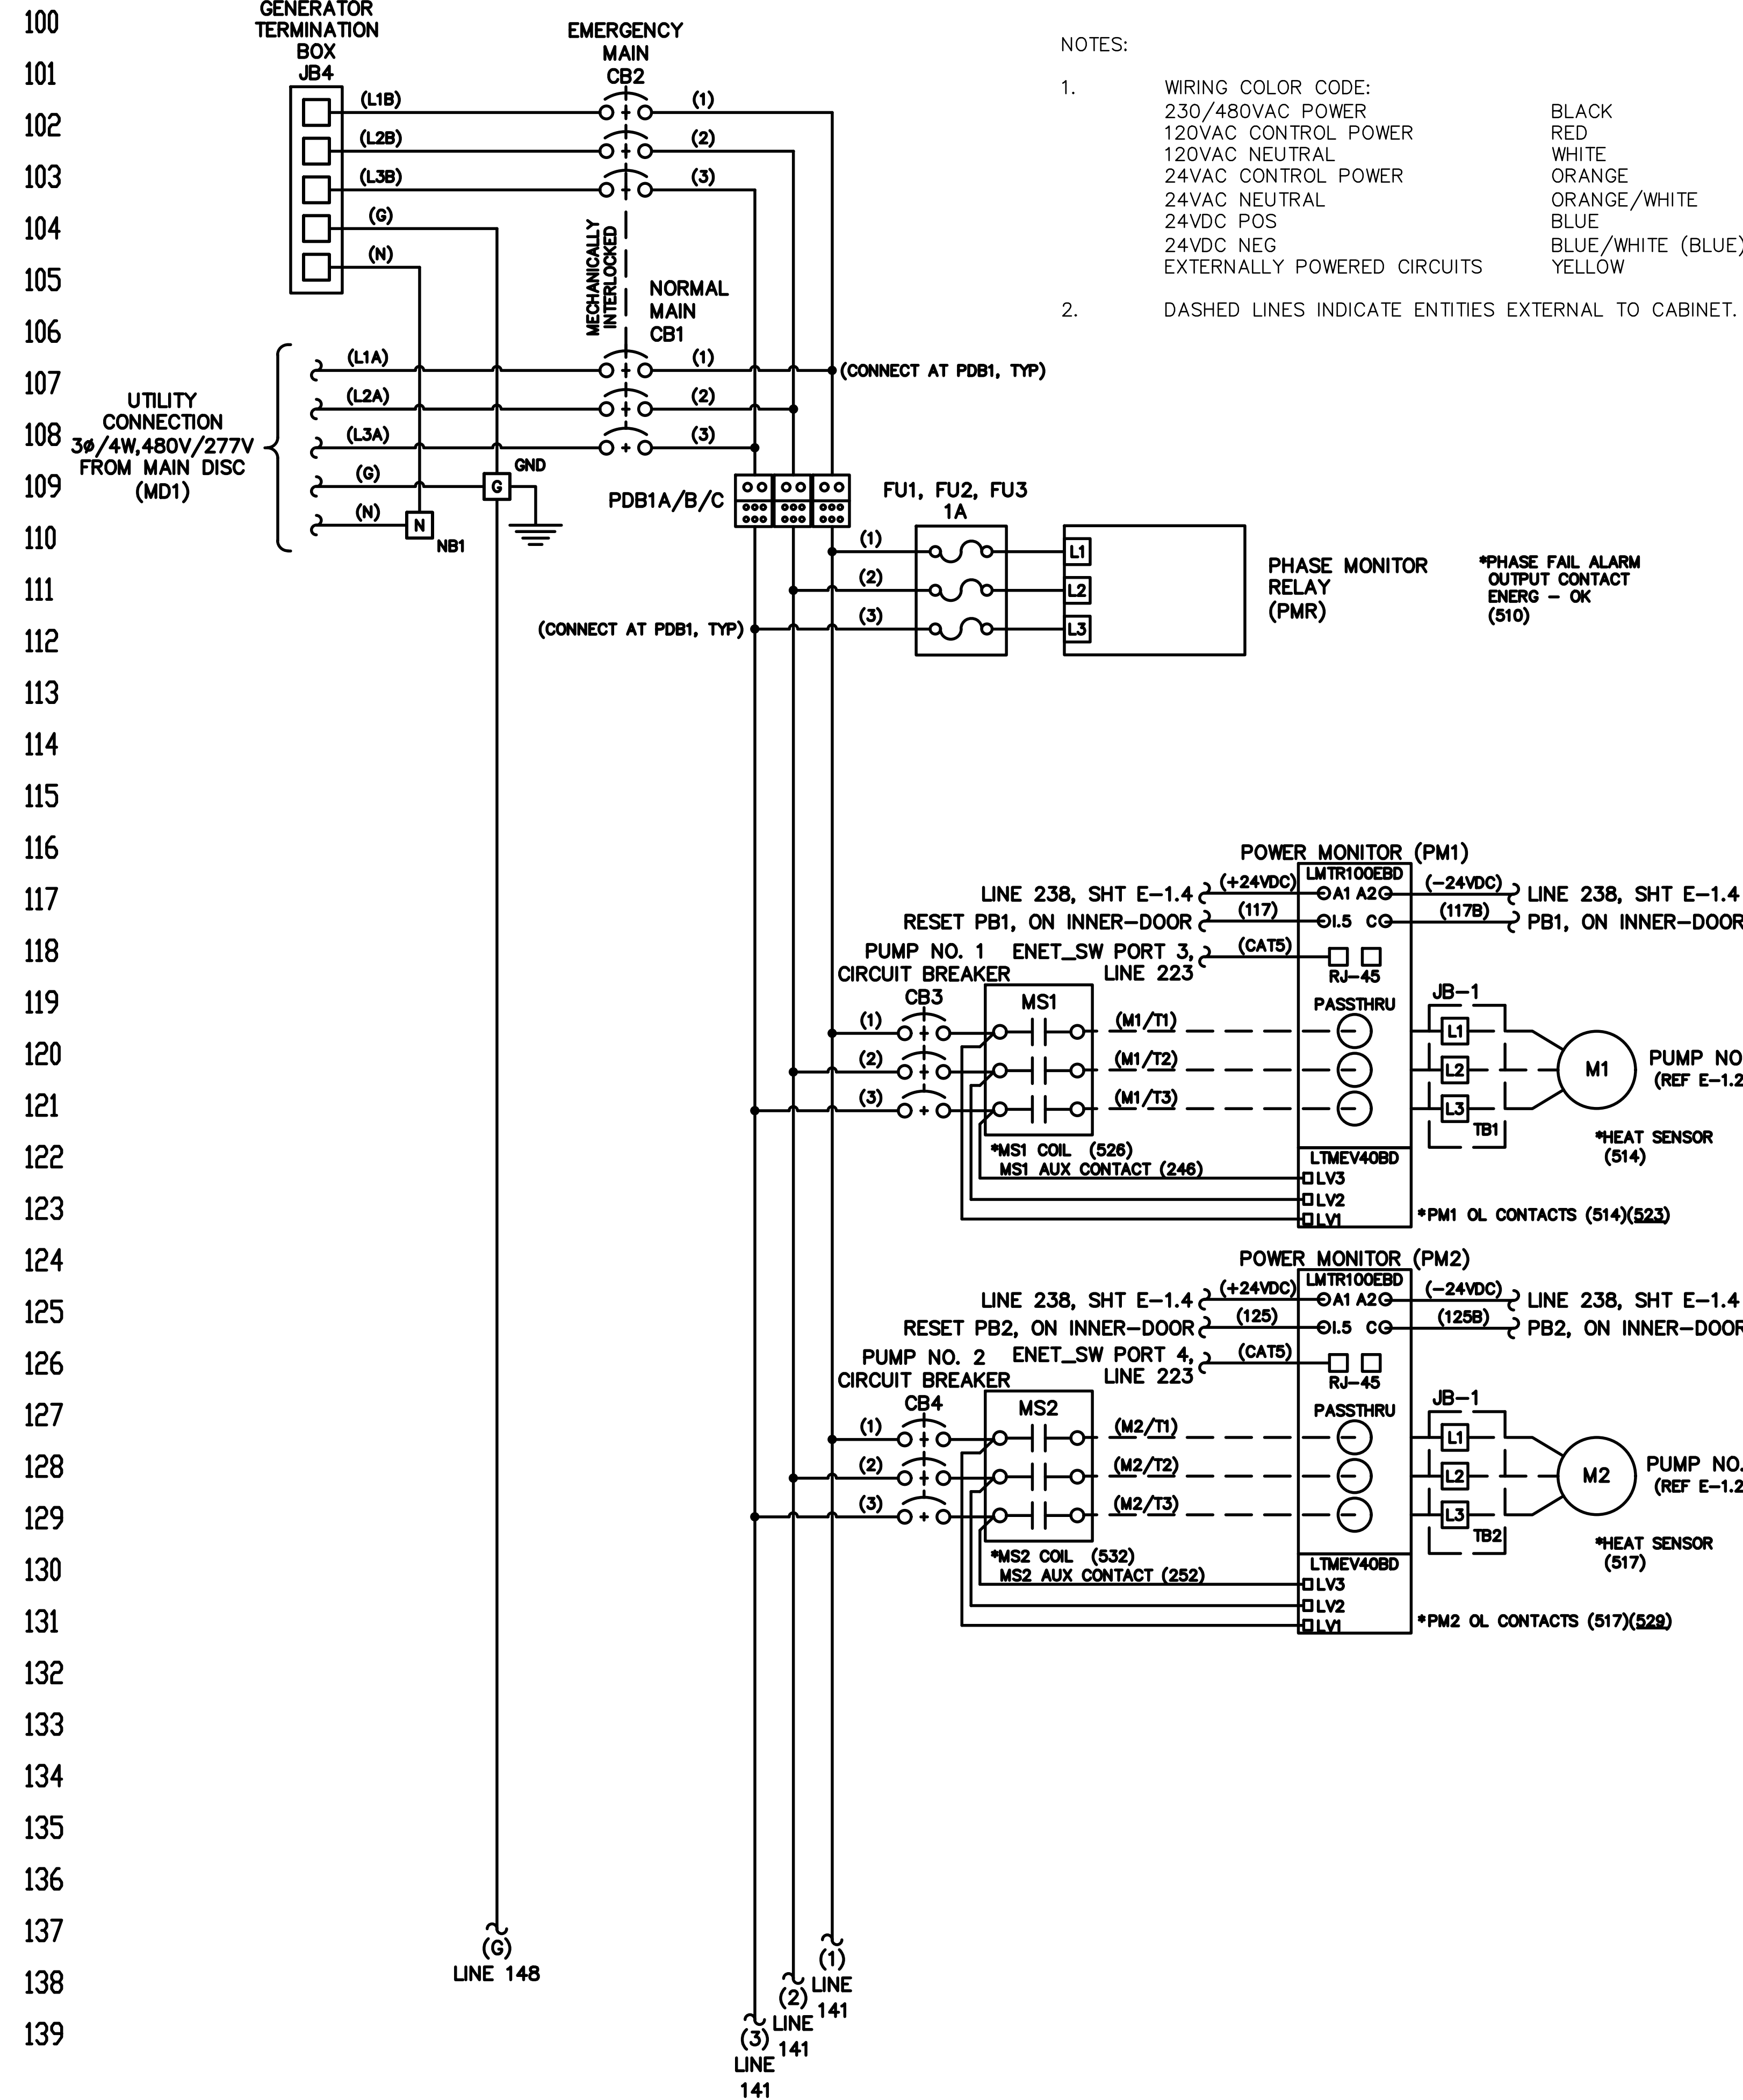 100
101
102
103
104
105
106
107
108
109
110
111
112
113
114
115
116
117
118
119
120
121
122
123
124
125
126
127
128
129
130
131
132
133
134
135
136
137
138
139
GENERATOR
TERMINATION
BOX
JB4
(L1B)
(L2B)
(L3B)
(G)
(N)
EMERGENCY
MAIN
CB2
(1)
(2)
(3)
MECHANICALLY
INTERLOCKED
NORMAL
MAIN
CB1
UTILITY
CONNECTION
3ø/4W,480V/277V
FROM MAIN DISC
(MD1)
(L1A)
(L2A)
(L3A)
(G)
(N)
(1)
(2)
(3)
(CONNECT AT PDB1, TYP)
G
GND
N
NB1
PDB1A/B/C
NOTES:
1. WIRING COLOR CODE:
230/480VAC POWER BLACK
120VAC CONTROL POWER RED
120VAC NEUTRAL WHITE
24VAC CONTROL POWER ORANGE
24VAC NEUTRAL ORANGE/WHITE
24VDC POS BLUE
24VDC NEG BLUE/WHITE (BLUE)
EXTERNALLY POWERED CIRCUITS YELLOW
2. DASHED LINES INDICATE ENTITIES EXTERNAL TO CABINET.
FU1, FU2, FU3
1A
(1)
(2)
(3)
(CONNECT AT PDB1, TYP)
L1
L2
L3
PHASE MONITOR
RELAY
(PMR)
*PHASE FAIL ALARM
OUTPUT CONTACT
ENERG - OK
(510)
POWER MONITOR (PM1)
LMTR100EBD
LINE 238, SHT E-1.4 (+24VDC) A1 A2 (-24VDC) LINE 238, SHT E-1.4
RESET PB1, ON INNER-DOOR (117) I.5 C (117B) PB1, ON INNER-DOOR
ENET_SW PORT 3,
LINE 223
(CAT5)
RJ-45
PASSTHRU
PUMP NO. 1
CIRCUIT BREAKER
CB3
(1)
(2)
(3)
MS1
(M1/T1)
(M1/T2)
(M1/T3)
*MS1 COIL (526)
MS1 AUX CONTACT (246)
LTMEV40BD
LV3
LV2
LV1
JB-1
L1
L2
L3
TB1
M1
PUMP NO
(REF E-1.2
*HEAT SENSOR
(514)
*PM1 OL CONTACTS (514)(523)
POWER MONITOR (PM2)
LMTR100EBD
LINE 238, SHT E-1.4 (+24VDC) A1 A2 (-24VDC) LINE 238, SHT E-1.4
RESET PB2, ON INNER-DOOR (125) I.5 C (125B) PB2, ON INNER-DOOR
ENET_SW PORT 4,
LINE 223
(CAT5)
RJ-45
PASSTHRU
PUMP NO. 2
CIRCUIT BREAKER
CB4
(1)
(2)
(3)
MS2
(M2/T1)
(M2/T2)
(M2/T3)
*MS2 COIL (532)
MS2 AUX CONTACT (252)
LTMEV40BD
LV3
LV2
LV1
JB-1
L1
L2
L3
TB2
M2
PUMP NO.
(REF E-1.2
*HEAT SENSOR
(517)
*PM2 OL CONTACTS (517)(529)
(G)
LINE 148
(1)
LINE
141
(2)
LINE
141
(3)
LINE
141